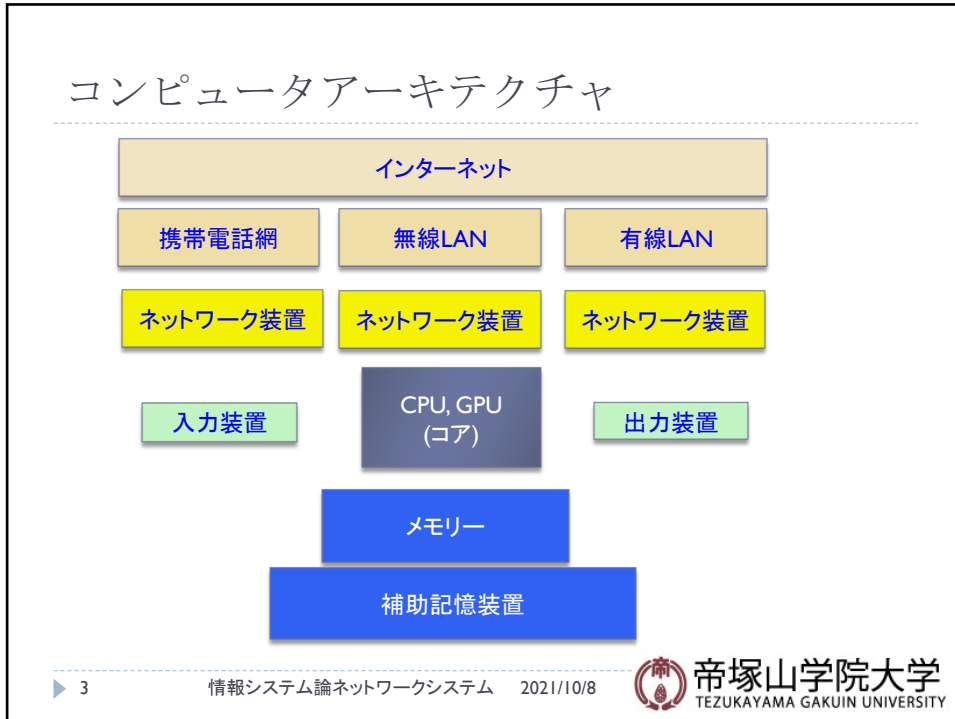 コンピュータアーキテクチャ
インターネット
携帯電話網 無線LAN 有線LAN
ネットワーク装置 ネットワーク装置 ネットワーク装置
入力装置 CPU, GPU 出力装置
(コア)
メモリー
補助記憶装置
3 情報システム論ネットワークシステム 2021/10/8
帝 帝塚山学院大学
TEZUKAYAMA GAKUIN UNIVERSITY